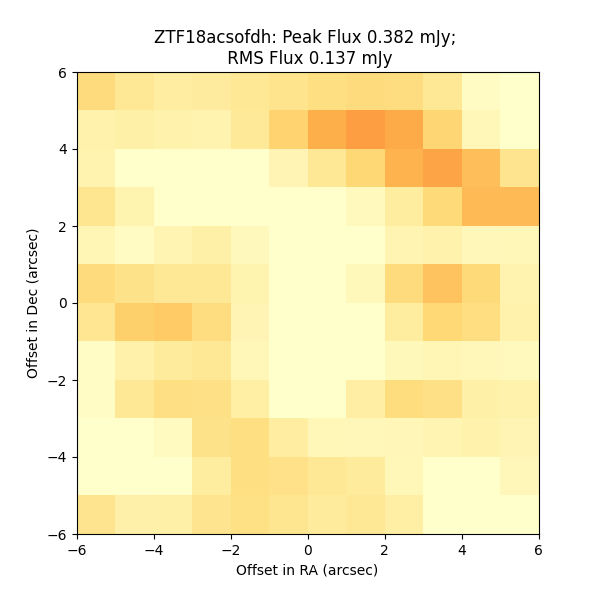 ZTF18acsofdh: Peak Flux 0.382 mJy;
RMS Flux 0.137 mJy
6
4
2
0
−2
−4
−6
Offset in Dec (arcsec)
−6 −4 −2 0 2 4 6
Offset in RA (arcsec)